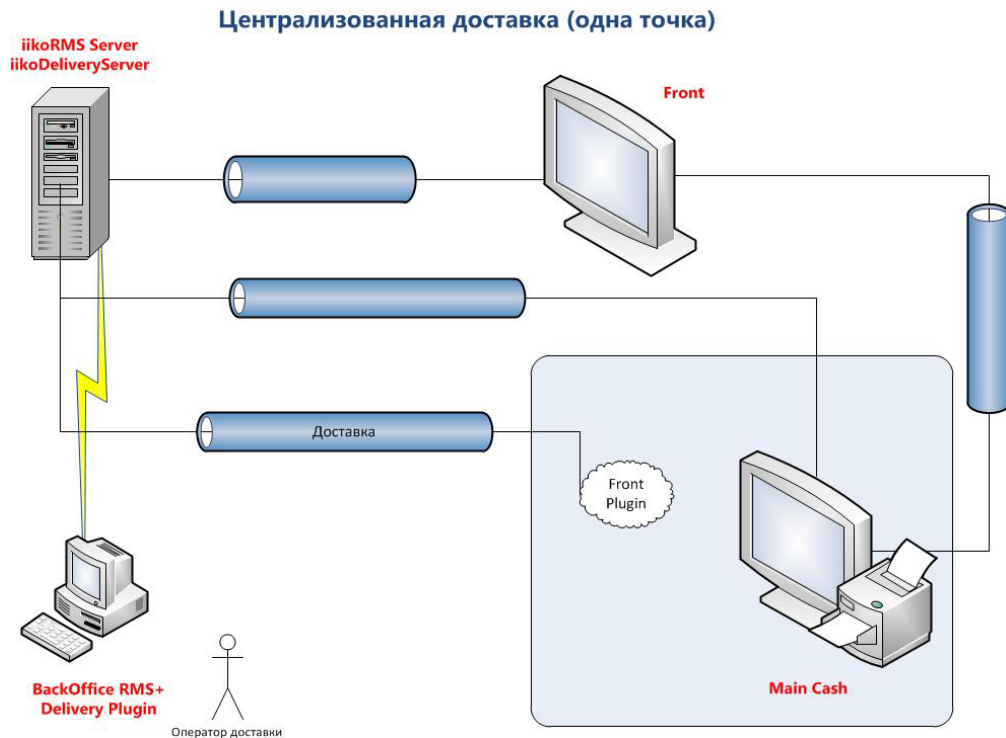 Централизованная доставка (одна точка)
iikoRMS Server
iikoDeliveryServer
Front
Доставка
Front
Plugin
BackOffice RMS+
Delivery Plugin
Оператор доставки
Main Cash